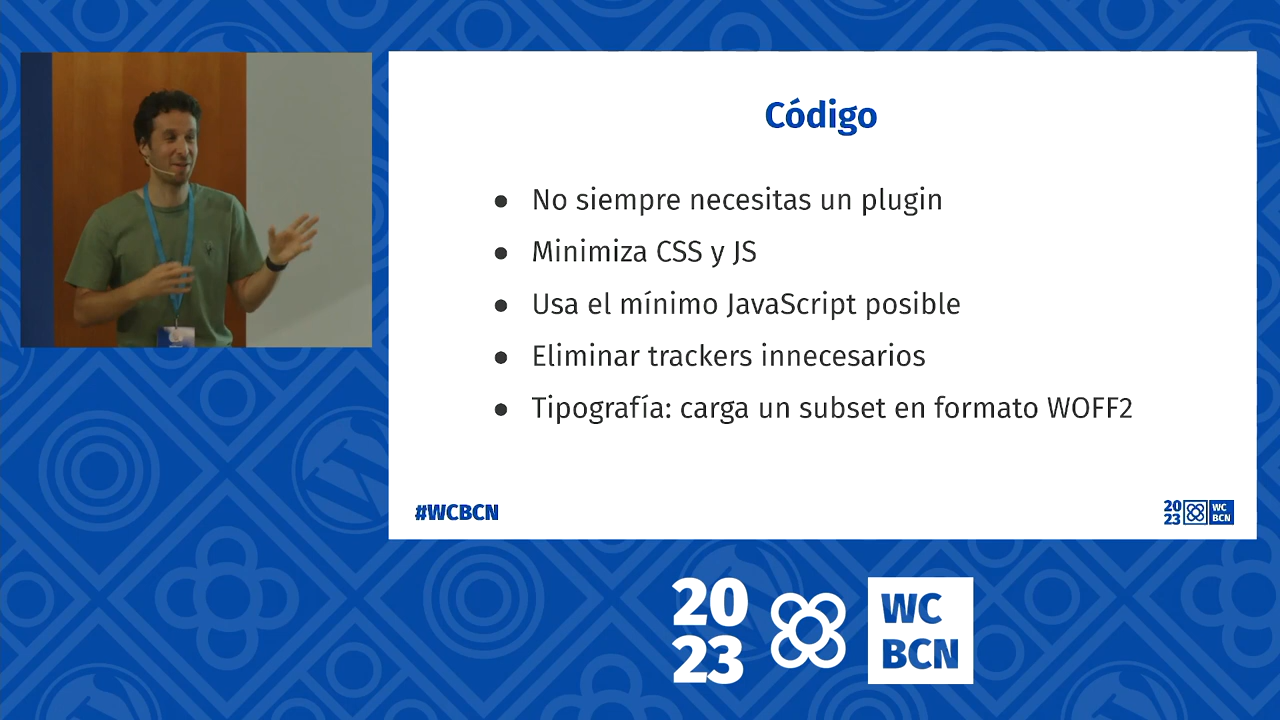 Código
● No siempre necesitas un plugin
● Minimiza CSS y JS
● Usa el mínimo JavaScript posible
● Eliminar trackers innecesarios
● Tipografía: carga un subset en formato WOFF2
#WCBCN
20
23
WC
BCN
20
23
WC
BCN